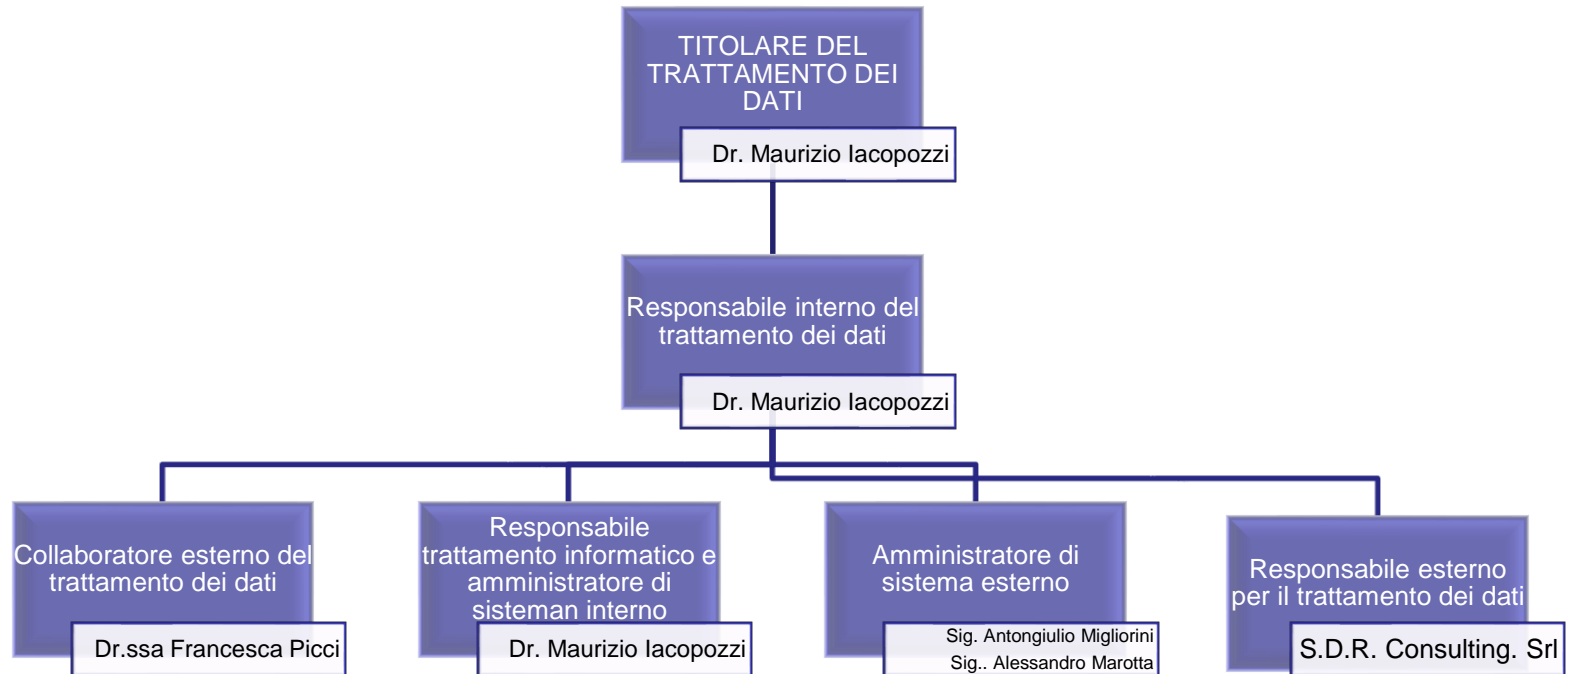 TITOLARE DEL
TRATTAMENTO DEI
DATI
Dr. Maurizio Iacopozzi
Responsabile interno del
trattamento dei dati
Dr. Maurizio Iacopozzi
Collaboratore esterno del
trattamento dei dati
Dr.ssa Francesca Picci
Responsabile
trattamento informatico e
amministratore di
sisteman interno
Dr. Maurizio Iacopozzi
Amministratore di
sistema esterno
Sig. Antongiulio Migliorini
Sig.. Alessandro Marotta
Responsabile esterno
per il trattamento dei dati
S.D.R. Consulting. Srl